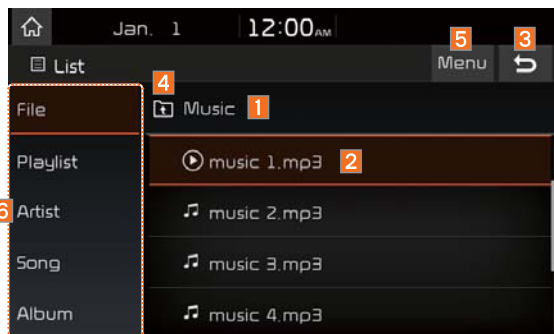 Jan. 1 12:00AM
5 3
List Menu
4
File Music 1
Playlist music 1.mp3 2
6 Artist music 2.mp3
Song music 3.mp3
Album music 4.mp3